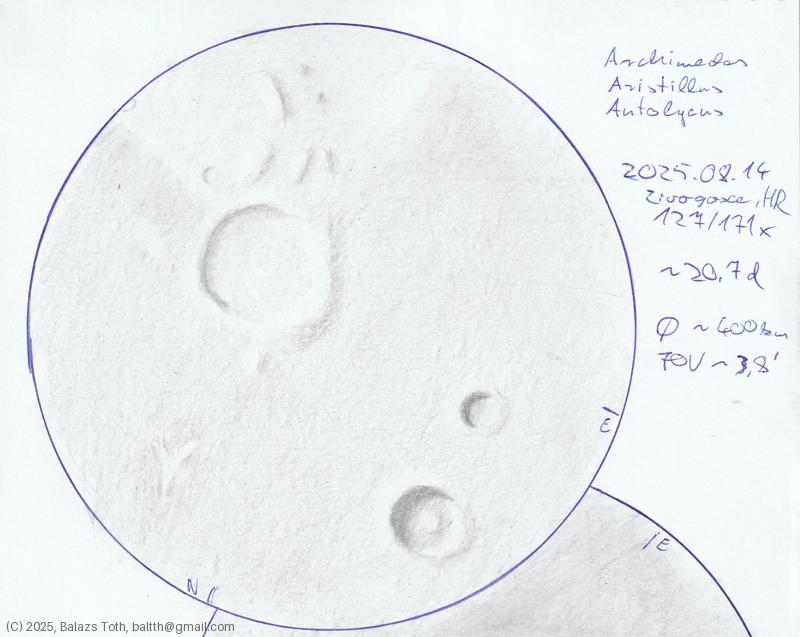 Archimedes
Aristillus
Autolycus
2025.08.14
Zivogosce, HR
127/171x
~20,7d
Ø ~400km
FOV ~3,8'
E
/E
N
(C) 2025, Balazs Toth, baltth@gmail.com